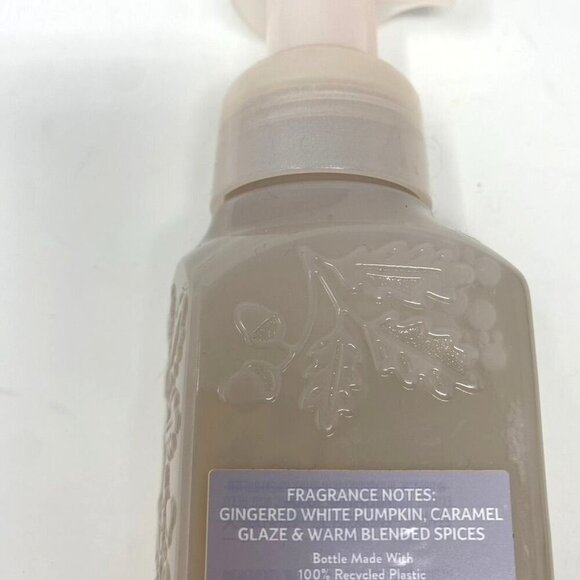 FRAGRANCE NOTES:
GINGERED WHITE PUMPKIN, CARAMEL
GLAZE & WARM BLENDED SPICES
Bottle Made With
100% Recycled Plastic